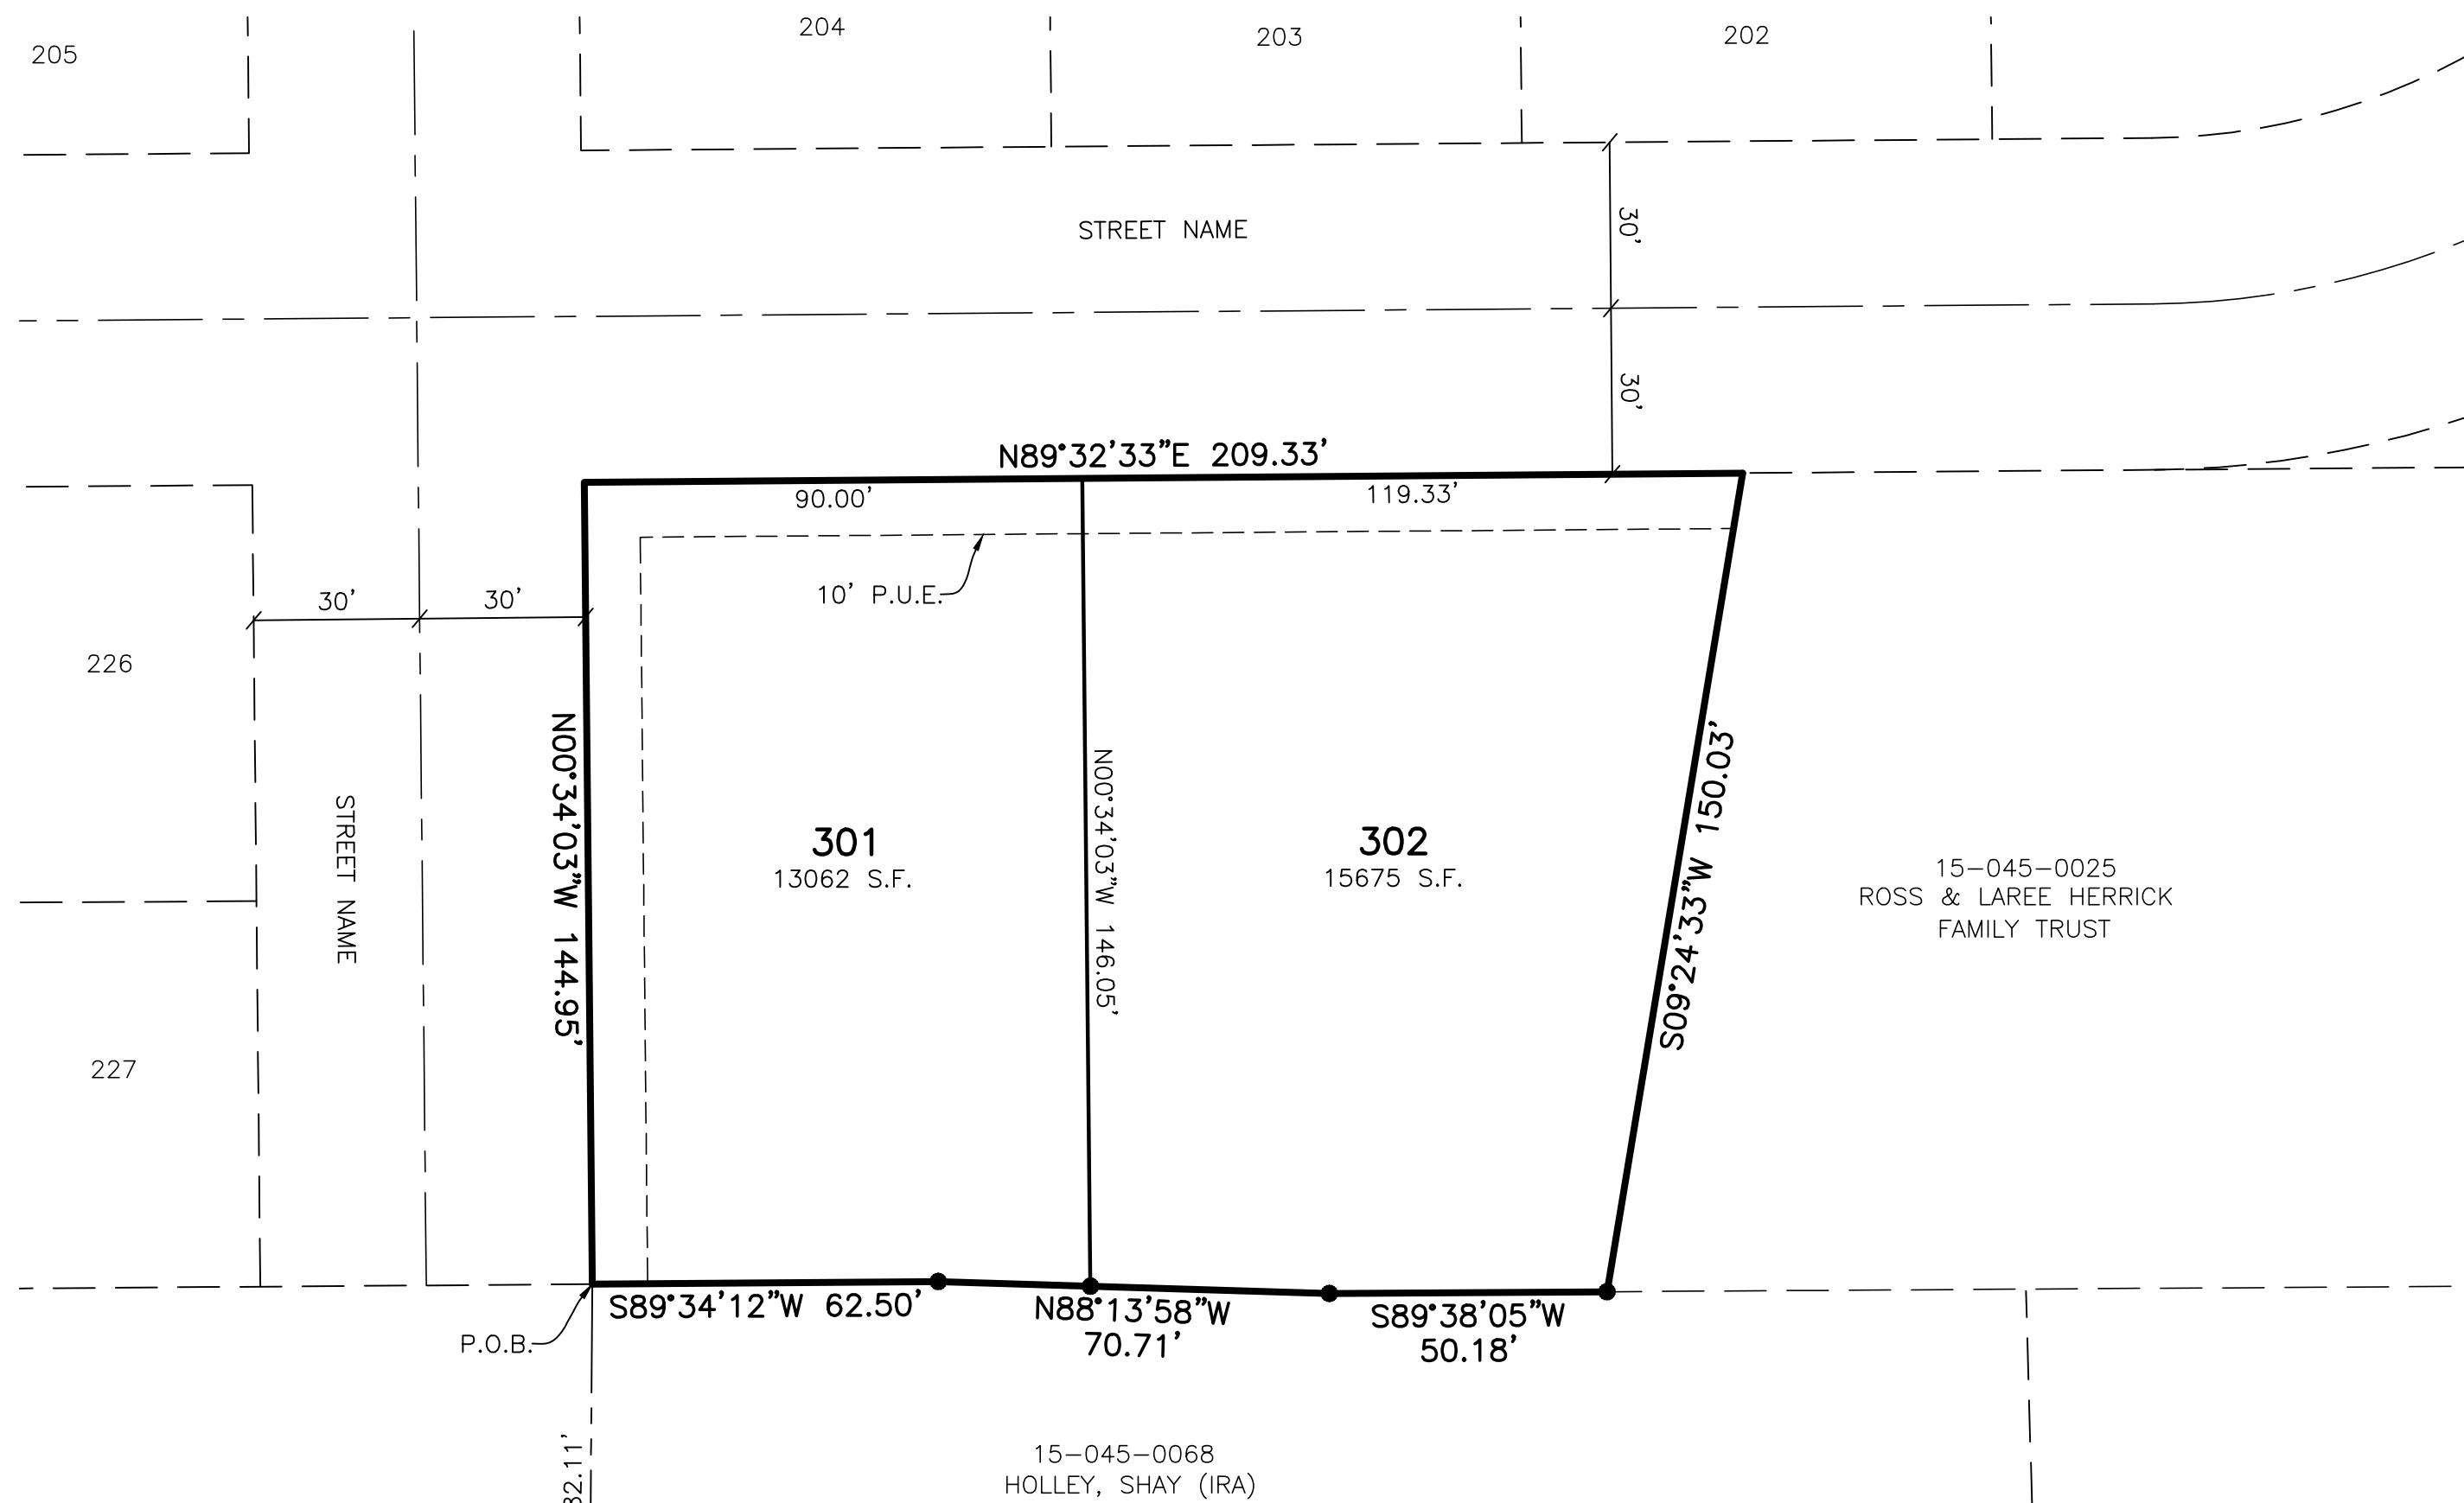 205
204
203
202
STREET NAME
30'
30'
N89°32'33"E 209.33'
90.00'
119.33'
10' P.U.E.
30'
30'
226
N00°34'03"W 144.95'
N00°34'03"W 146.05'
S09°24'33"W 150.03'
STREET NAME
301
13062 S.F.
302
15675 S.F.
15-045-0025
ROSS & LAREE HERRICK
FAMILY TRUST
227
S89°34'12"W 62.50'
N88°13'58"W
70.71'
S89°38'05"W
50.18'
P.O.B.
15-045-0068
HOLLEY, SHAY (IRA)